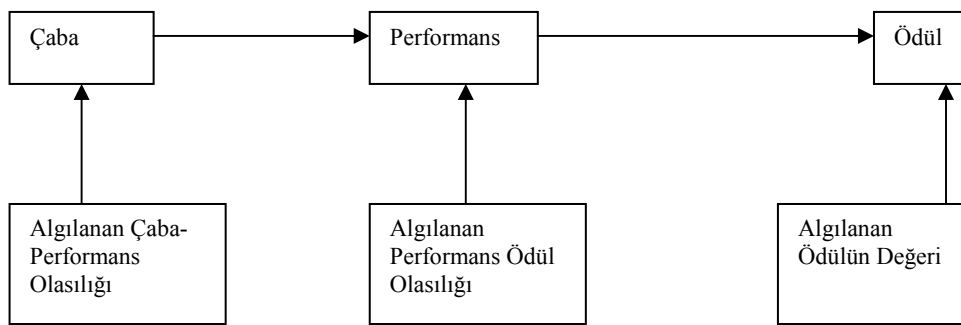 Çaba
Performans
Ödül
Algılanan Çaba-
Performans
Olasılığı
Algılanan
Performans Ödül
Olasılığı
Algılanan
Ödülün Değeri